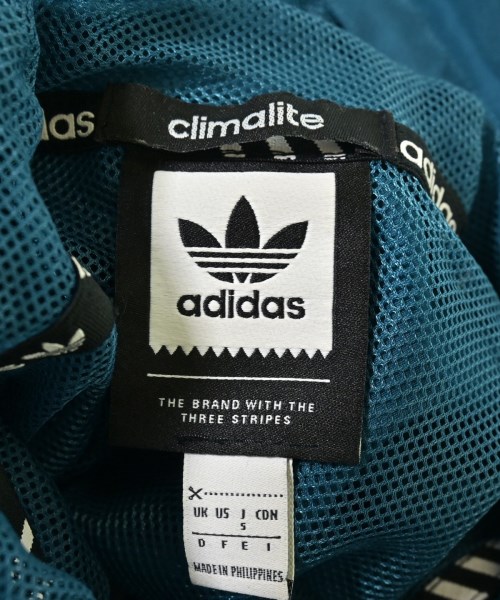 climalite
adidas
adidas
adidas
THE BRAND WITH THE
THREE STRIPES
UK US J CDN
S
D F E I
MADE IN PHILIPPINES